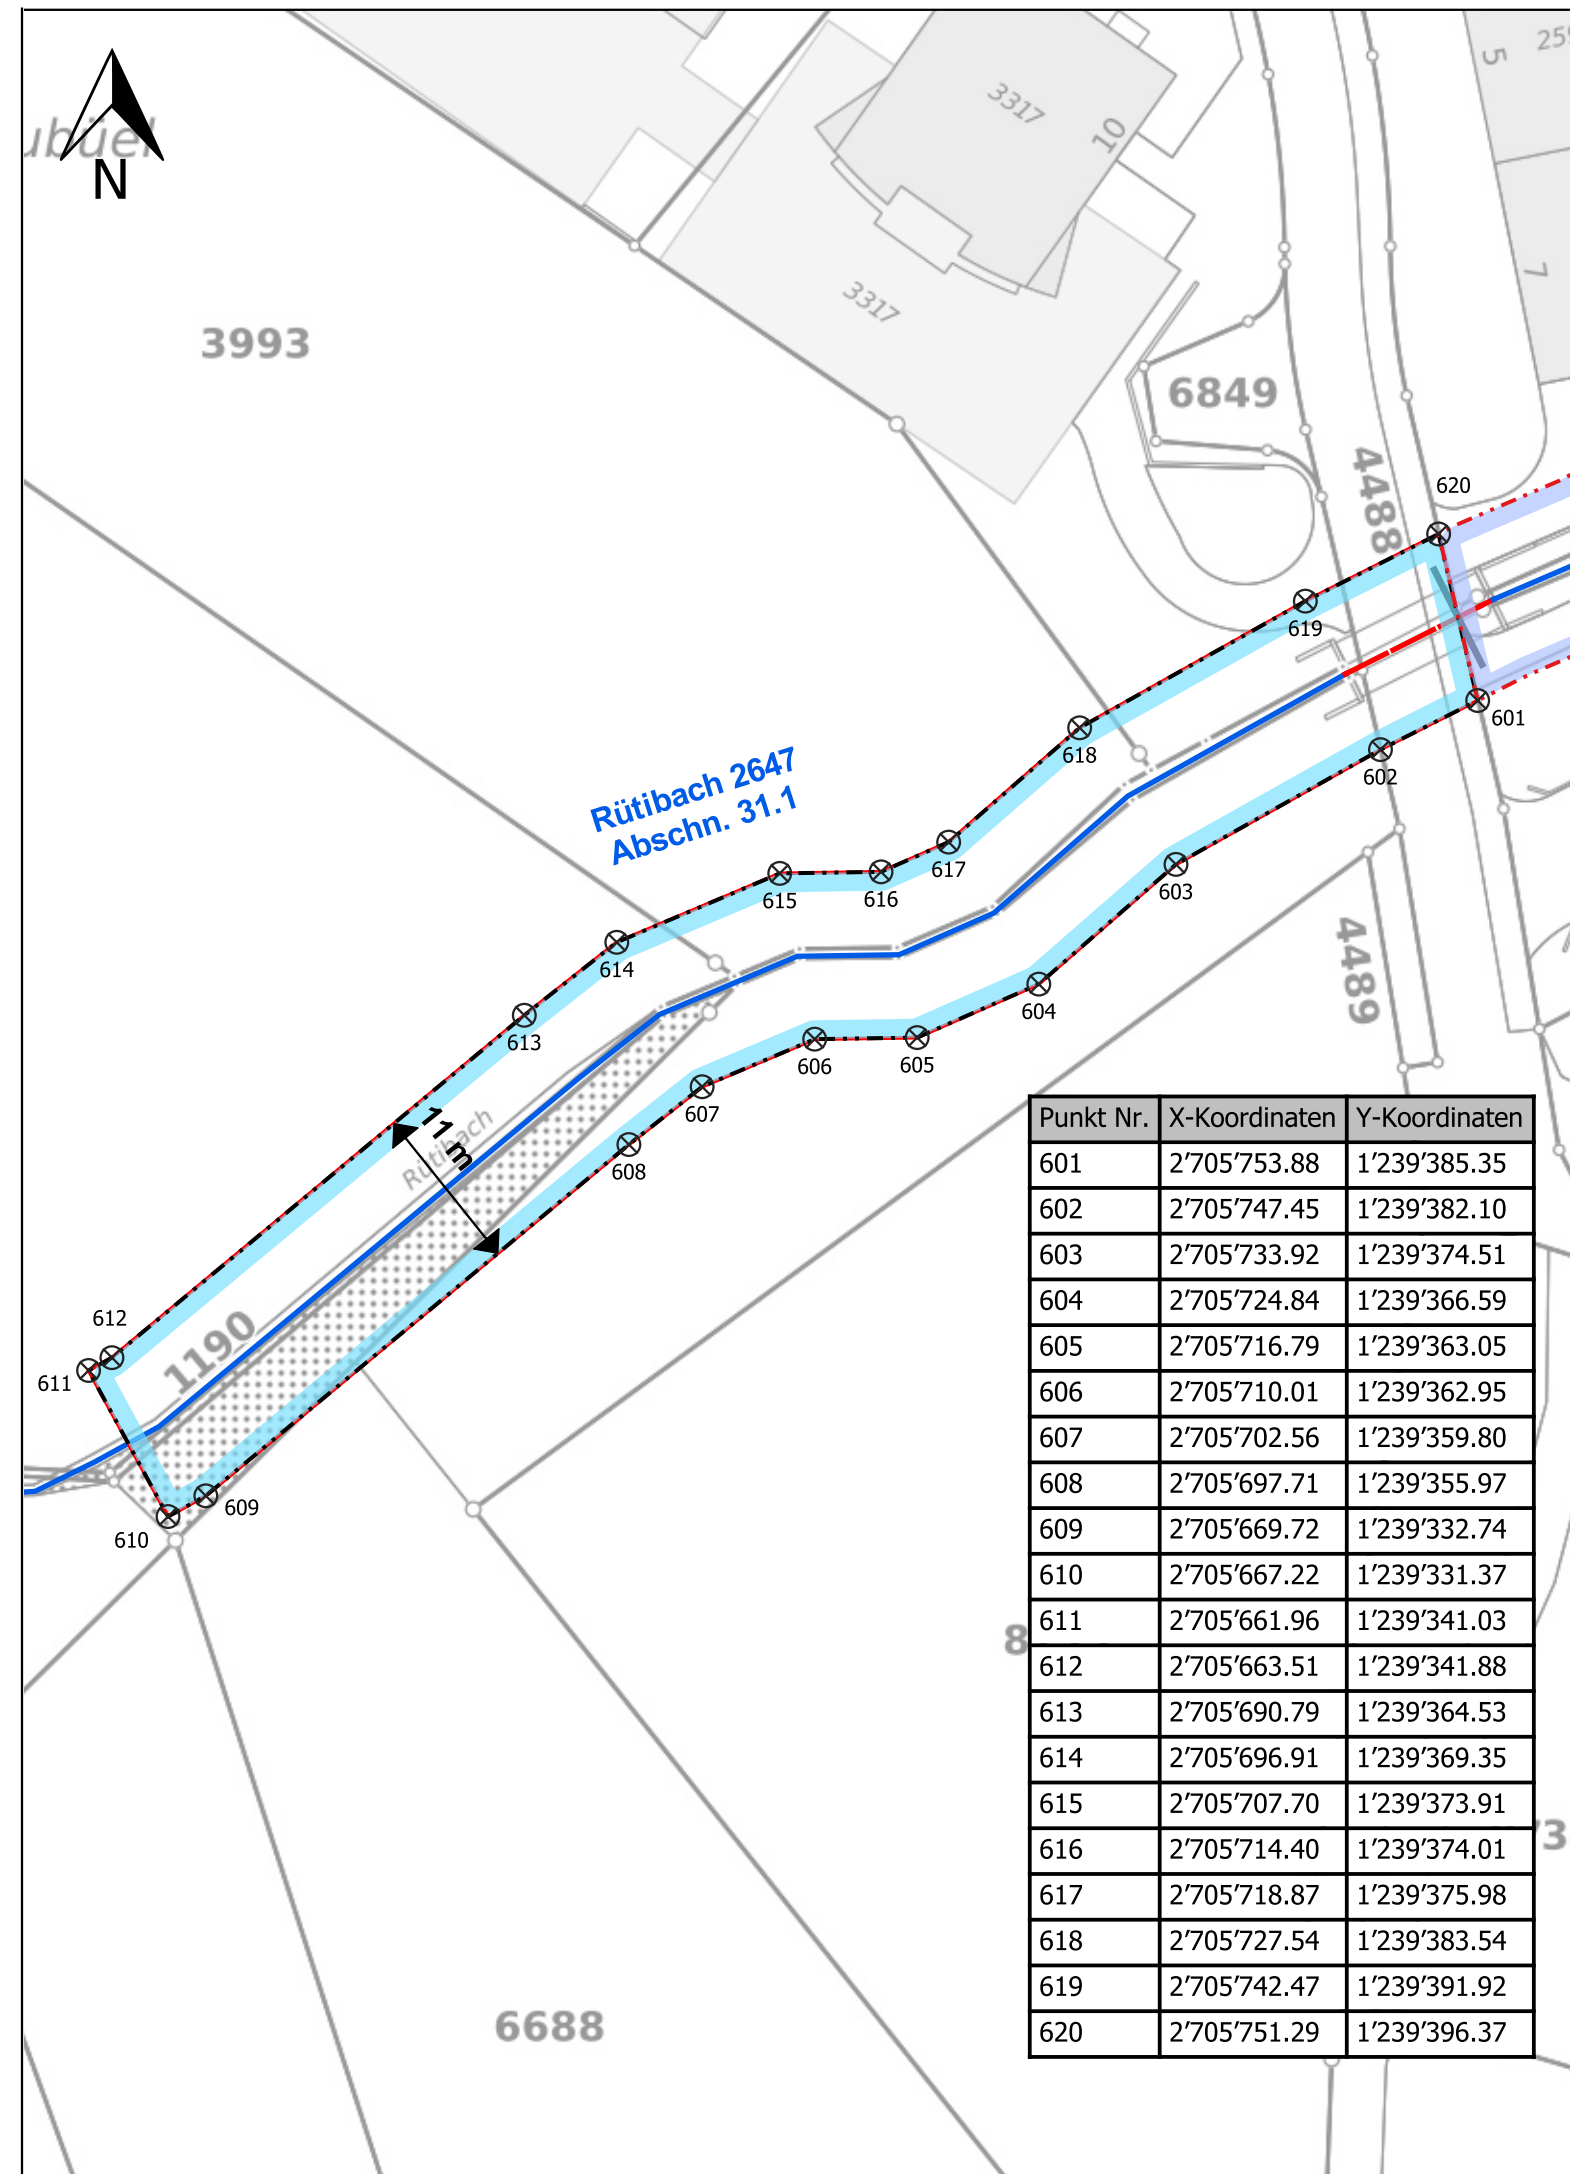 N
3317
10
5
7
3317
3993
6849
4488
620
619
601
602
618
Rütibach 2647
Abschn. 31.1
617
603
615
616
614
604
4489
613
606
605
607
608
11 m
Rütibach
612
1190
611
609
610
Punkt Nr. X-Koordinaten Y-Koordinaten
601 2'705'753.88 1'239'385.35
602 2'705'747.45 1'239'382.10
603 2'705'733.92 1'239'374.51
604 2'705'724.84 1'239'366.59
605 2'705'716.79 1'239'363.05
606 2'705'710.01 1'239'362.95
607 2'705'702.56 1'239'359.80
608 2'705'697.71 1'239'355.97
609 2'705'669.72 1'239'332.74
610 2'705'667.22 1'239'331.37
611 2'705'661.96 1'239'341.03
612 2'705'663.51 1'239'341.88
613 2'705'690.79 1'239'364.53
614 2'705'696.91 1'239'369.35
615 2'705'707.70 1'239'373.91
616 2'705'714.40 1'239'374.01
617 2'705'718.87 1'239'375.98
618 2'705'727.54 1'239'383.54
619 2'705'742.47 1'239'391.92
620 2'705'751.29 1'239'396.37
6688